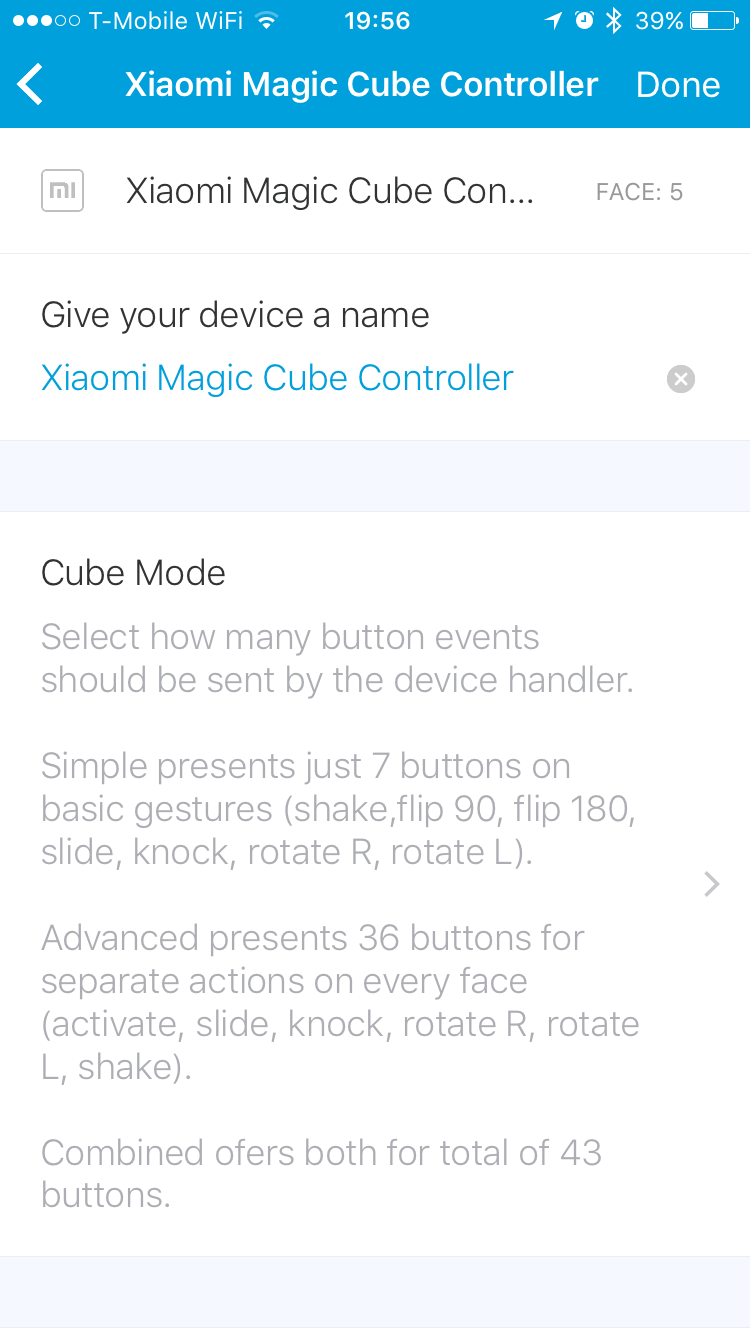 T-Mobile WiFi 19:56 39%
Xiaomi Magic Cube Controller Done
mi Xiaomi Magic Cube Con... FACE: 5
Give your device a name
Xiaomi Magic Cube Controller
Cube Mode
Select how many button events
should be sent by the device handler.
Simple presents just 7 buttons on
basic gestures (shake,flip 90, flip 180,
slide, knock, rotate R, rotate L).
Advanced presents 36 buttons for
separate actions on every face
(activate, slide, knock, rotate R, rotate
L, shake).
Combined ofers both for total of 43
buttons.